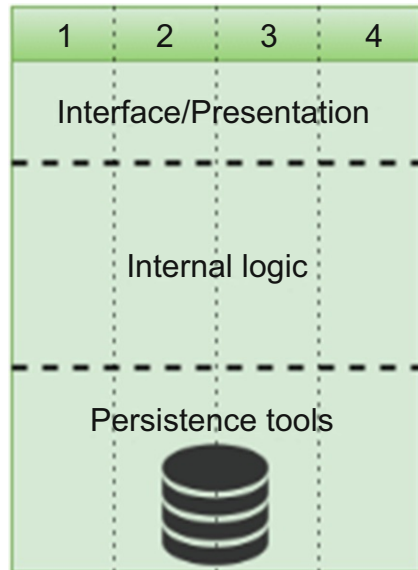 1 2 3 4
Interface/Presentation
Internal logic
Persistence tools